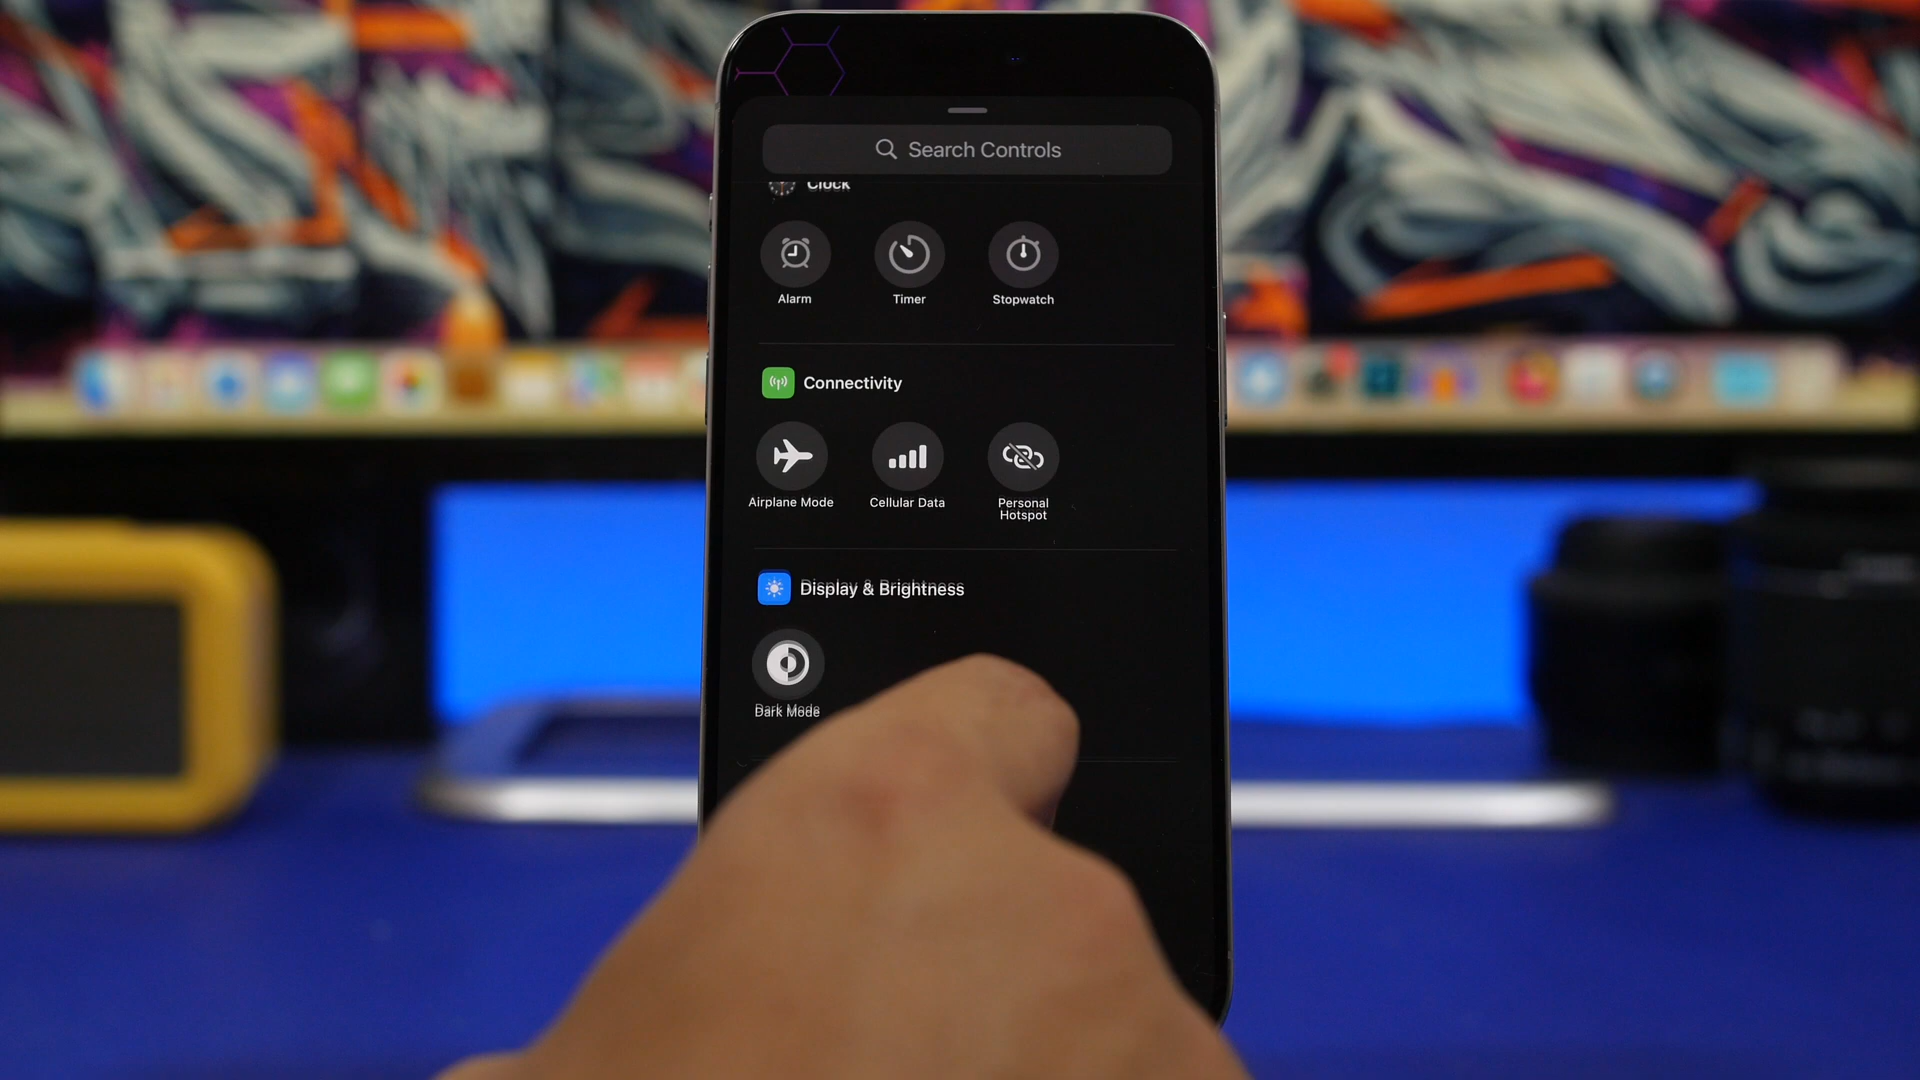 Search Controls
Clock
Alarm
Timer
Stopwatch
Connectivity
Airplane Mode
Cellular Data
Personal
Hotspot
Display & Brightness
Dark Mode